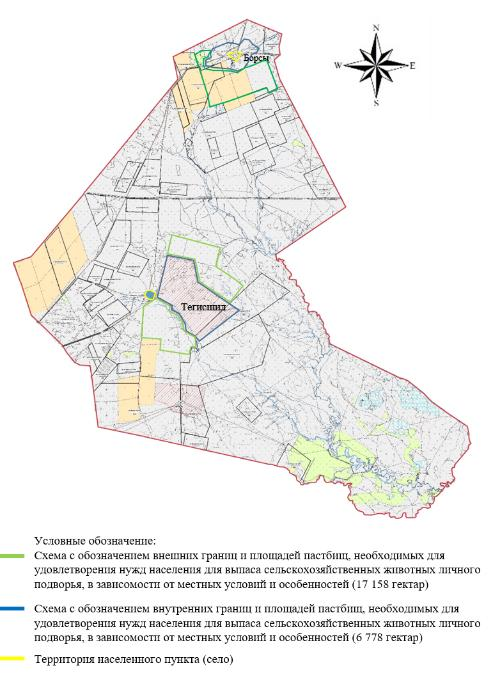 N
W
E
S
Борсы
Тегисшил
Условные обозначение:
Схема с обозначением внешних границ и площадей пастбищ, необходимых для
удовлетворения нужд населения для выпаса сельскохозяйственных животных личного
подворья, в зависимости от местных условий и особенностей (17 158 гектар)
Схема с обозначением внутренних границ и площадей пастбищ, необходимых для
удовлетворения нужд населения для выпаса сельскохозяйственных животных личного
подворья, в зависимости от местных условий и особенностей (6 778 гектар)
Территория населенного пункта (село)